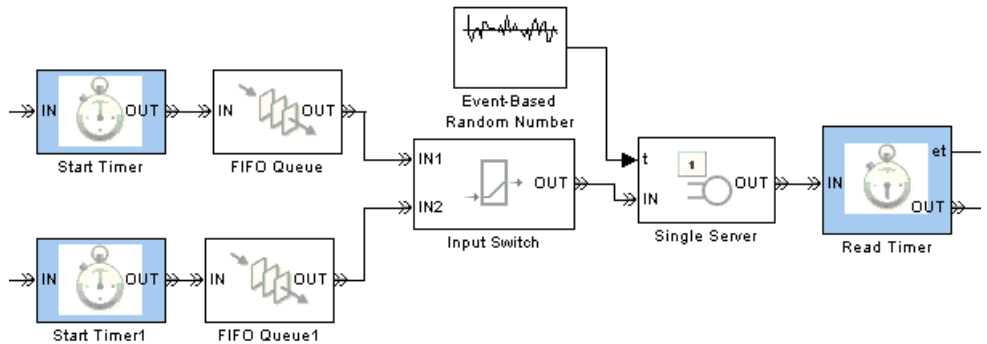 Event-Based
Random Number
IN
OUT
Start Timer
IN
OUT
FIFO Queue
IN1
IN2
OUT
Input Switch
t
IN
1
OUT
Single Server
IN
et
OUT
Read Timer
IN
OUT
Start Timer1
IN
OUT
FIFO Queue1